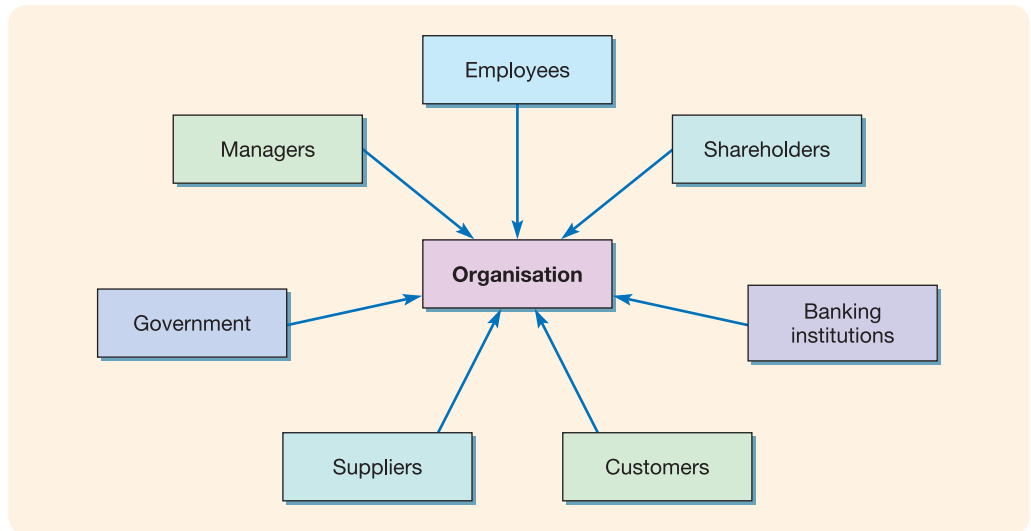 Employees
Managers
Shareholders
Organisation
Government
Banking
institutions
Suppliers
Customers